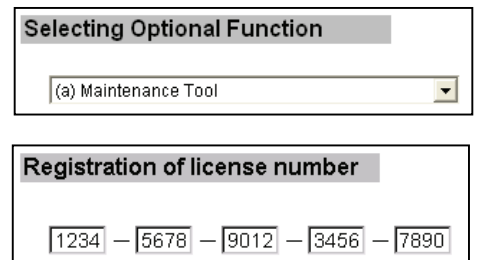 Selecting Optional Function
(a) Maintenance Tool
Registration of license number
1234 — 5678 — 9012 — 3456 — 7890